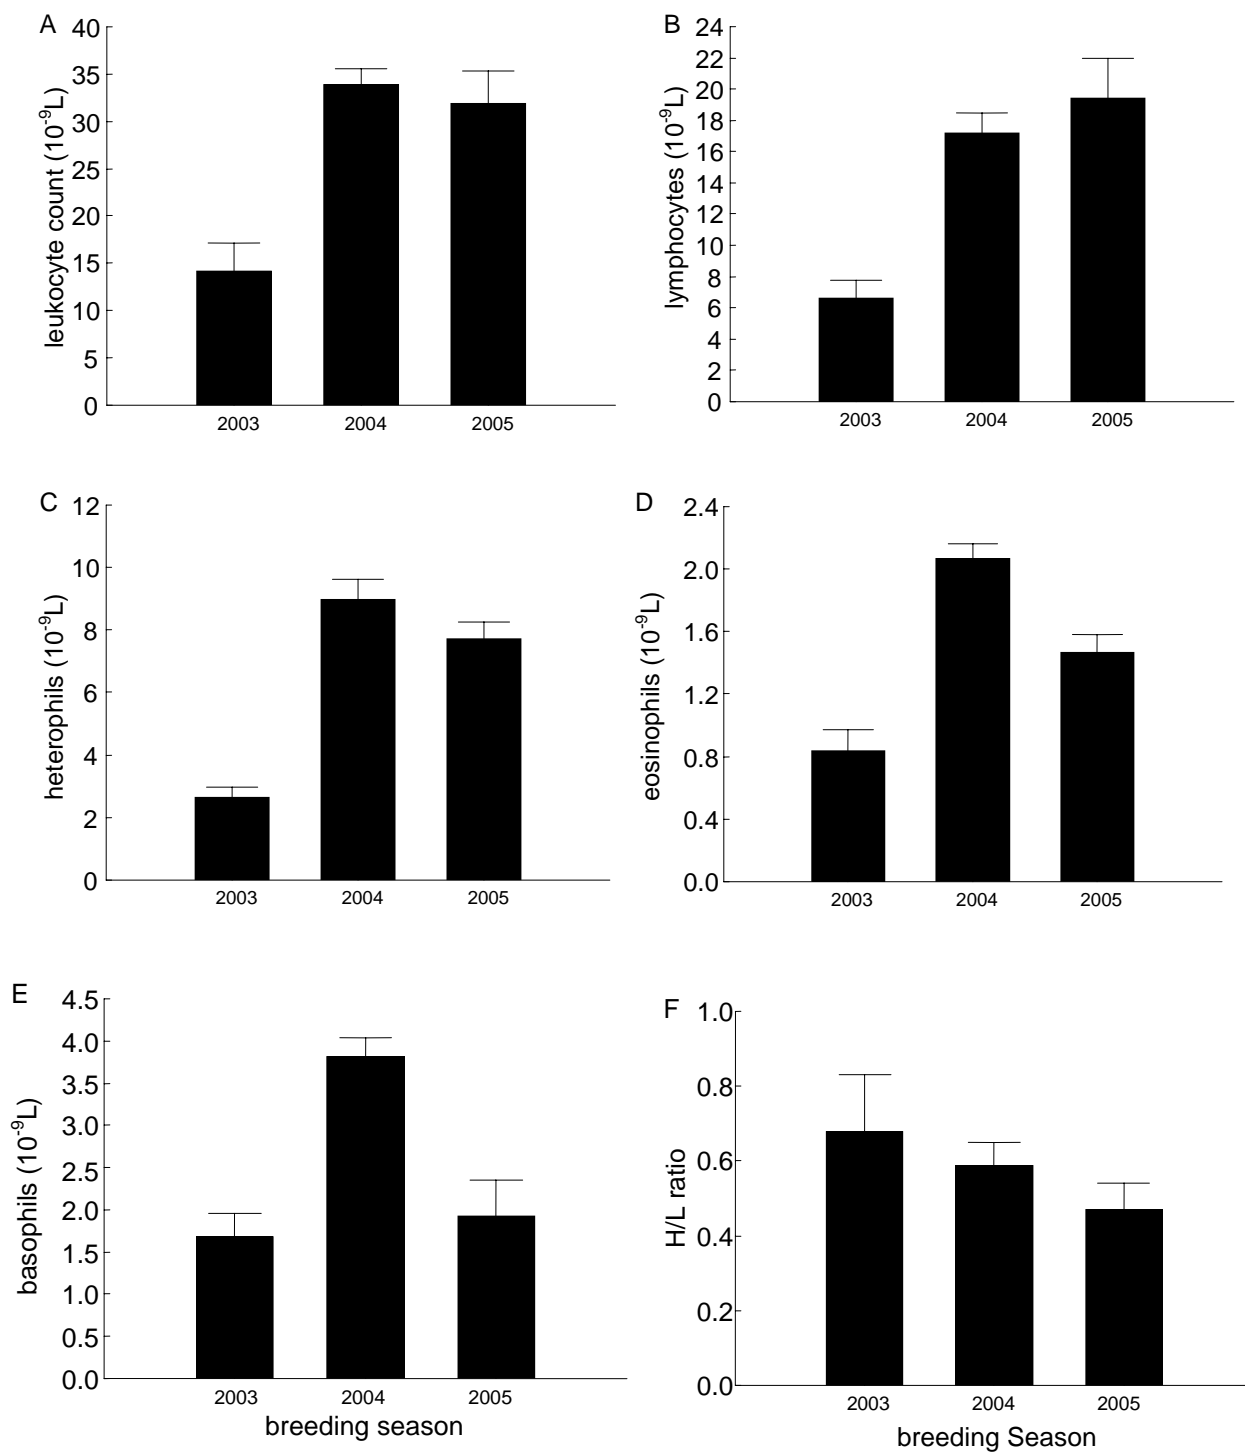 A
leukocyte count (10⁻⁹L)
40
35
30
25
20
15
10
5
0
2003 2004 2005
B
lymphocytes (10⁻⁹L)
24
22
20
18
16
14
12
10
8
6
4
2
0
2003 2004 2005
C
heterophils (10⁻⁹L)
12
10
8
6
4
2
0
2003 2004 2005
D
eosinophils (10⁻⁹L)
2.4
2.0
1.6
1.2
0.8
0.4
0.0
2003 2004 2005
E
basophils (10⁻⁹L)
4.5
4.0
3.5
3.0
2.5
2.0
1.5
1.0
0.5
0.0
2003 2004 2005
breeding season
F
H/L ratio
1.0
0.8
0.6
0.4
0.2
0.0
2003 2004 2005
breeding Season